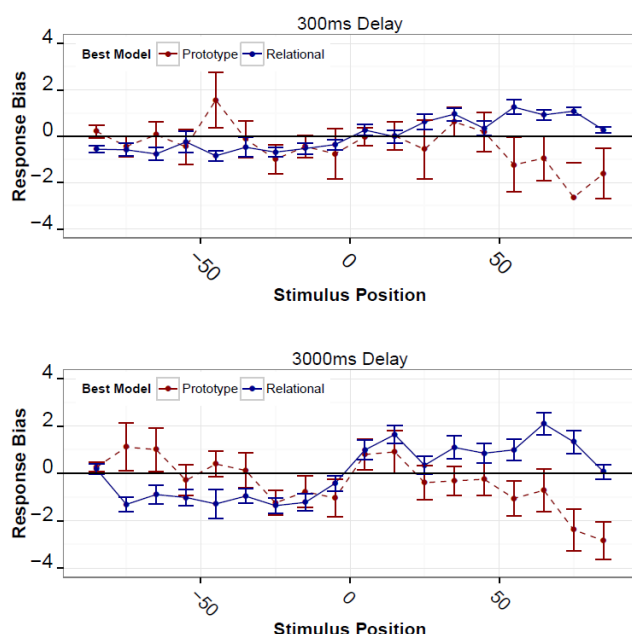 300ms Delay
4
Best Model Prototype Relational
2
0
−2
−4
Response Bias
−50
0
50
Stimulus Position
3000ms Delay
4
Best Model Prototype Relational
2
0
−2
−4
Response Bias
−50
0
50
Stimulus Position